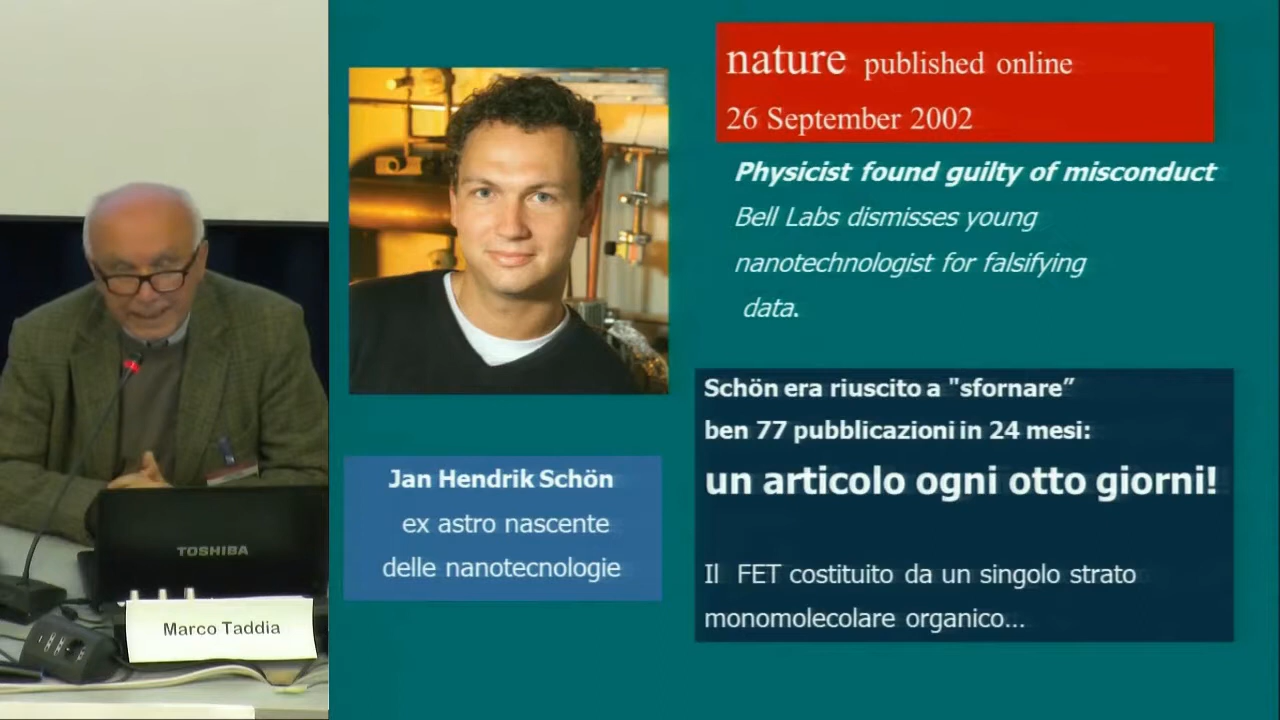 nature published online
26 September 2002
Physicist found guilty of misconduct
Bell Labs dismisses young
nanotechnologist for falsifying
data.
Schön era riuscito a "sfornare”
ben 77 pubblicazioni in 24 mesi:
un articolo ogni otto giorni!
Il FET costituito da un singolo strato
monomolecolare organico...
Jan Hendrik Schön
ex astro nascente
delle nanotecnologie
TOSHIBA
Marco Taddia